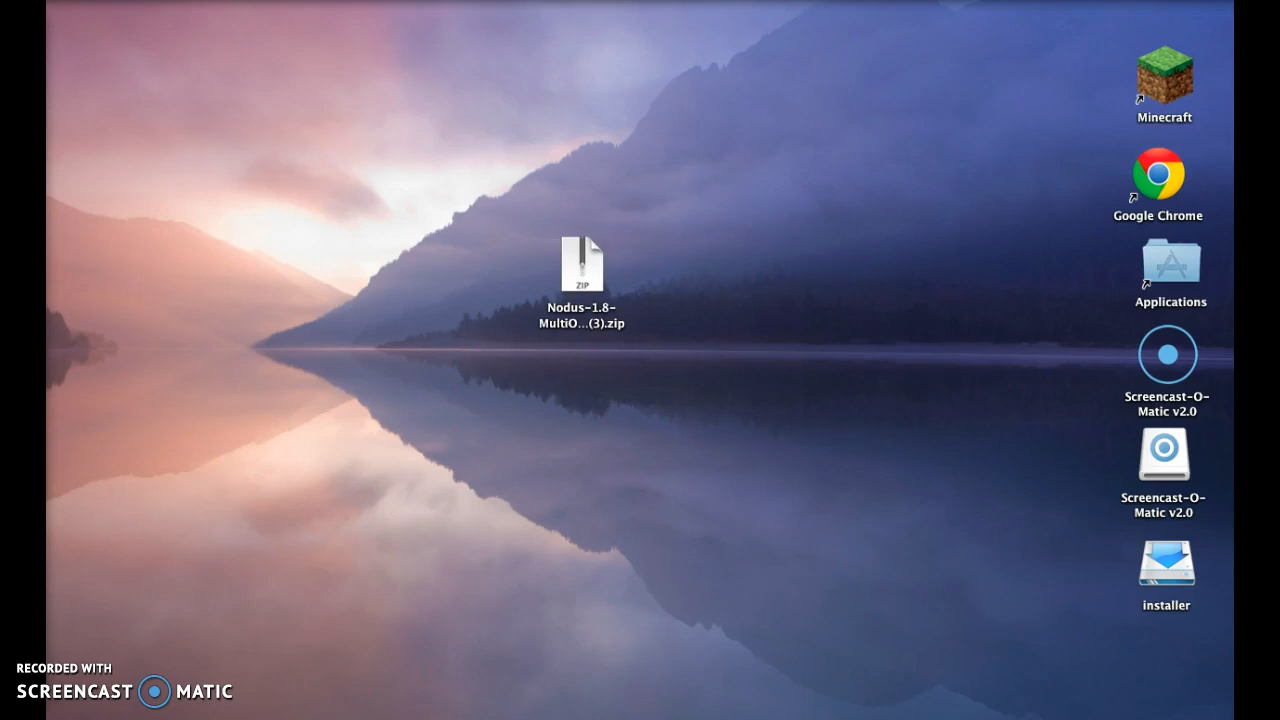 Minecraft
Google Chrome
ZIP
Nodus-1.8-
MultiO...(3).zip
Applications
Screencast-O-
Matic v2.0
Screencast-O-
Matic v2.0
installer
RECORDED WITH
SCREENCAST MATIC